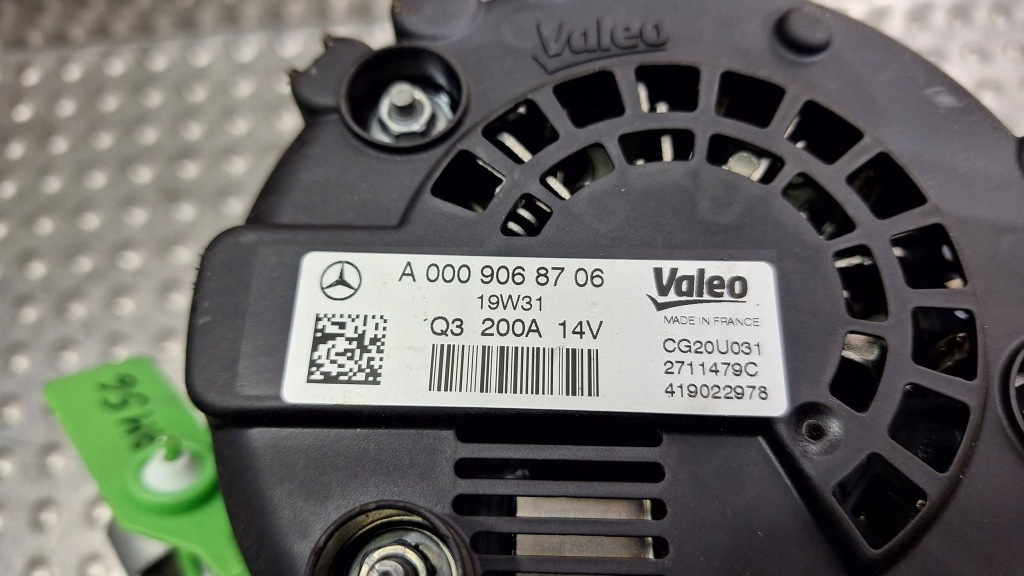 Valeo
A 000 906 87 06
19W31
Q3 200A 14V
Valeo
MADE IN FRANCE
CG20U031
2711479C
419022978